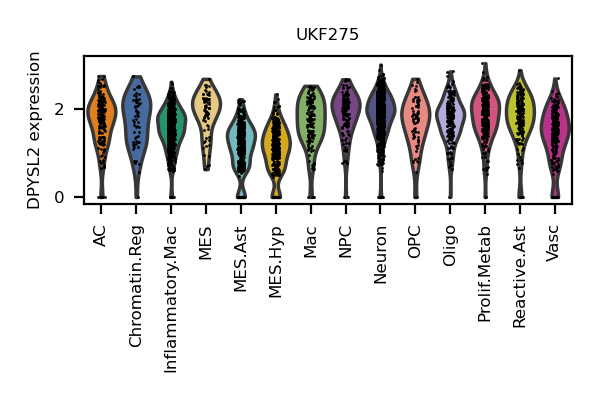 UKF275
DPYSL2 expression
2
0
AC
Chromatin.Reg
Inflammatory.Mac
MES
MES.Ast
MES.Hyp
Mac
NPC
Neuron
OPC
Oligo
Prolif.Metab
Reactive.Ast
Vasc